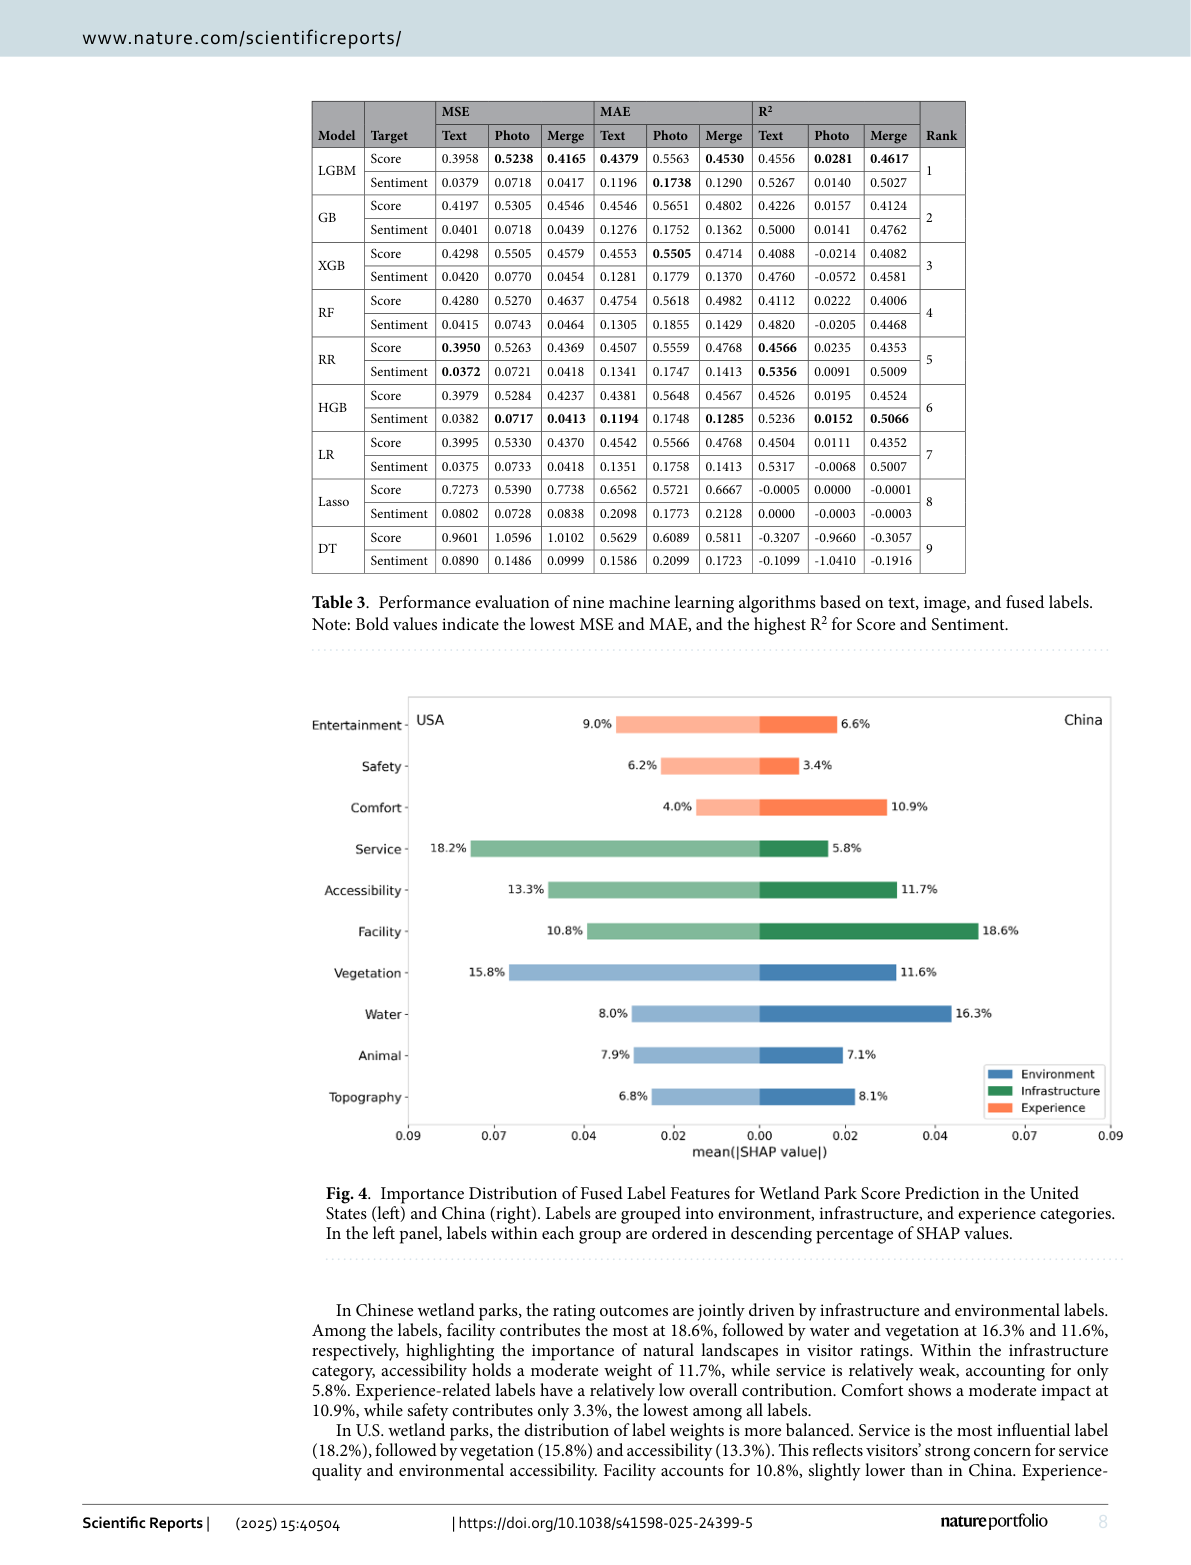 www.nature.com/scientificreports/
Model Target MSE MAE R² Rank
Text Photo Merge Text Photo Merge Text Photo Merge
LGBM Score 0.3958 0.5238 0.4165 0.4379 0.5563 0.4530 0.4556 0.0281 0.4617 1
Sentiment 0.0379 0.0718 0.0417 0.1196 0.1738 0.1290 0.5267 0.0140 0.5027
GB Score 0.4197 0.5305 0.4546 0.4546 0.5651 0.4802 0.4226 0.0157 0.4124 2
Sentiment 0.0401 0.0718 0.0439 0.1276 0.1752 0.1362 0.5000 0.0141 0.4762
XGB Score 0.4298 0.5505 0.4579 0.4553 0.5505 0.4714 0.4088 -0.0214 0.4082 3
Sentiment 0.0420 0.0770 0.0454 0.1281 0.1779 0.1370 0.4760 -0.0572 0.4581
RF Score 0.4280 0.5270 0.4637 0.4754 0.5618 0.4982 0.4112 0.0222 0.4006 4
Sentiment 0.0415 0.0743 0.0464 0.1305 0.1855 0.1429 0.4820 -0.0205 0.4468
RR Score 0.3950 0.5263 0.4369 0.4507 0.5559 0.4768 0.4566 0.0235 0.4353 5
Sentiment 0.0372 0.0721 0.0418 0.1341 0.1747 0.1413 0.5356 0.0091 0.5009
HGB Score 0.3979 0.5284 0.4237 0.4381 0.5648 0.4567 0.4526 0.0195 0.4524 6
Sentiment 0.0382 0.0717 0.0413 0.1194 0.1748 0.1285 0.5236 0.0152 0.5066
LR Score 0.3995 0.5330 0.4370 0.4542 0.5566 0.4768 0.4504 0.0111 0.4352 7
Sentiment 0.0375 0.0733 0.0418 0.1351 0.1758 0.1413 0.5317 -0.0068 0.5007
Lasso Score 0.7273 0.5390 0.7738 0.6562 0.5721 0.6667 -0.0005 0.0000 -0.0001 8
Sentiment 0.0802 0.0728 0.0838 0.2098 0.1773 0.2128 0.0000 -0.0003 -0.0003
DT Score 0.9601 1.0596 1.0102 0.5629 0.6089 0.5811 -0.3207 -0.9660 -0.3057 9
Sentiment 0.0890 0.1486 0.0999 0.1586 0.2099 0.1723 -0.1099 -1.0410 -0.1916
Table 3. Performance evaluation of nine machine learning algorithms based on text, image, and fused labels.
Note: Bold values indicate the lowest MSE and MAE, and the highest R² for Score and Sentiment.
USA China
Entertainment 9.0% 6.6%
Safety 6.2% 3.4%
Comfort 4.0% 10.9%
Service 18.2% 5.8%
Accessibility 13.3% 11.7%
Facility 10.8% 18.6%
Vegetation 15.8% 11.6%
Water 8.0% 16.3%
Animal 7.9% 7.1%
Topography 6.8% 8.1%
Environment
Infrastructure
Experience
0.09 0.07 0.04 0.02 0.00 0.02 0.04 0.07 0.09
mean(|SHAP value|)
Fig. 4. Importance Distribution of Fused Label Features for Wetland Park Score Prediction in the United
States (left) and China (right). Labels are grouped into environment, infrastructure, and experience categories.
In the left panel, labels within each group are ordered in descending percentage of SHAP values.
In Chinese wetland parks, the rating outcomes are jointly driven by infrastructure and environmental labels.
Among the labels, facility contributes the most at 18.6%, followed by water and vegetation at 16.3% and 11.6%,
respectively, highlighting the importance of natural landscapes in visitor ratings. Within the infrastructure
category, accessibility holds a moderate weight of 11.7%, while service is relatively weak, accounting for only
5.8%. Experience-related labels have a relatively low overall contribution. Comfort shows a moderate impact at
10.9%, while safety contributes only 3.3%, the lowest among all labels.
In U.S. wetland parks, the distribution of label weights is more balanced. Service is the most influential label
(18.2%), followed by vegetation (15.8%) and accessibility (13.3%). This reflects visitors' strong concern for service
quality and environmental accessibility. Facility accounts for 10.8%, slightly lower than in China. Experience-
Scientific Reports | (2025) 15:40504 | https://doi.org/10.1038/s41598-025-24399-5 nature portfolio 8